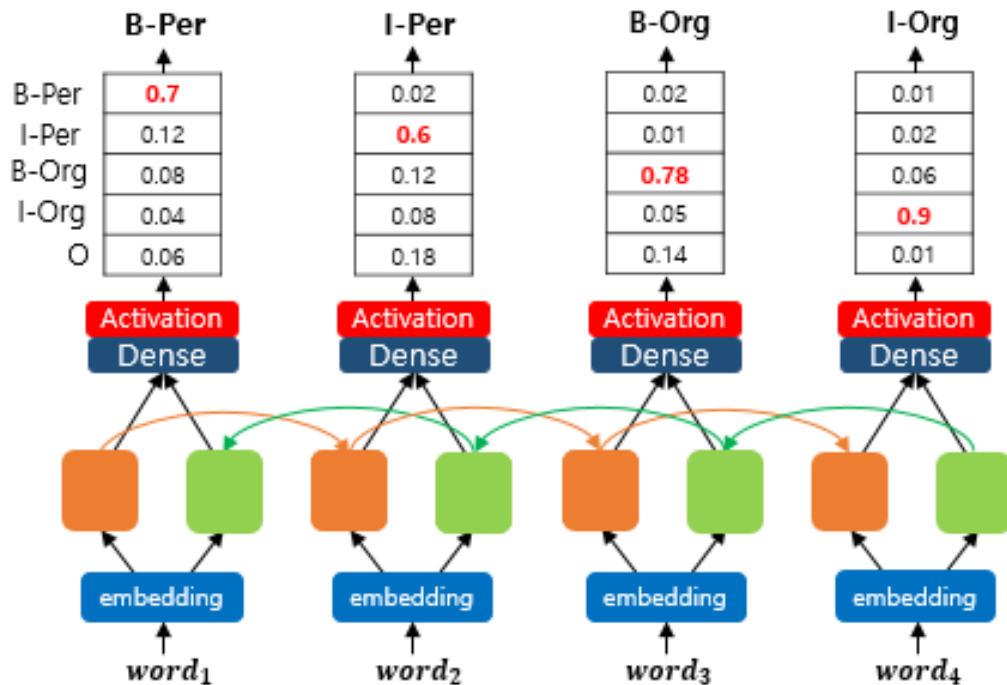 B-Per I-Per B-Org I-Org
B-Per 0.7 0.02 0.02 0.01
I-Per 0.12 0.6 0.01 0.02
B-Org 0.08 0.12 0.78 0.06
I-Org 0.04 0.08 0.05 0.9
O 0.06 0.18 0.14 0.01
Activation Activation Activation Activation
Dense Dense Dense Dense
embedding embedding embedding embedding
word₁ word₂ word₃ word₄